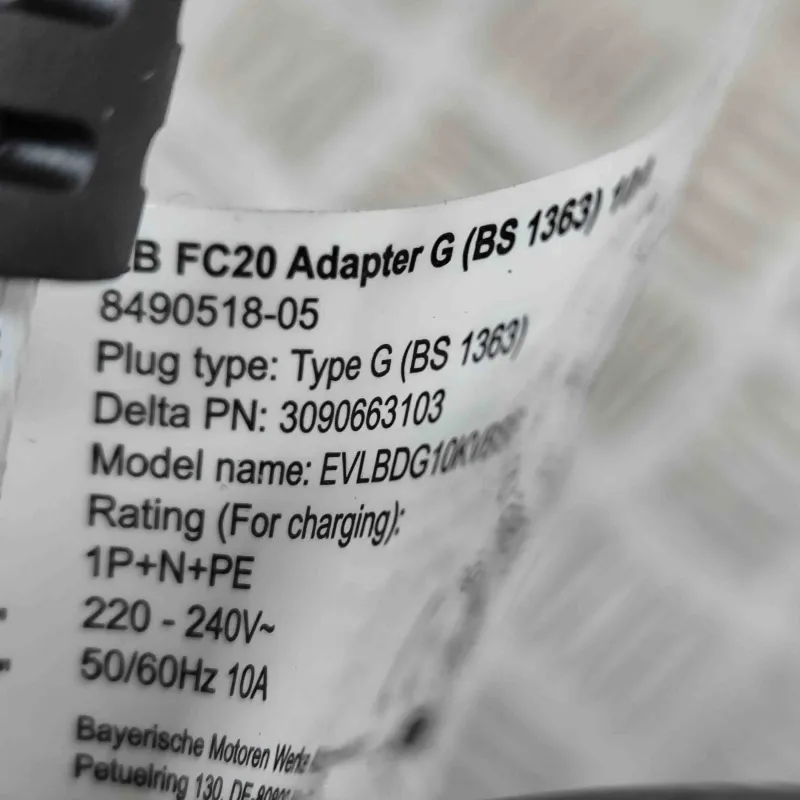 FC20 Adapter G (BS 1363)
8490518-05
Plug type: Type G (BS 1363)
Delta PN: 3090663103
Model name:
Rating (For charging):
1P+N+PE
220 - 240V~
50/60Hz 10A
Bayerische Motoren
Petuelring 130,